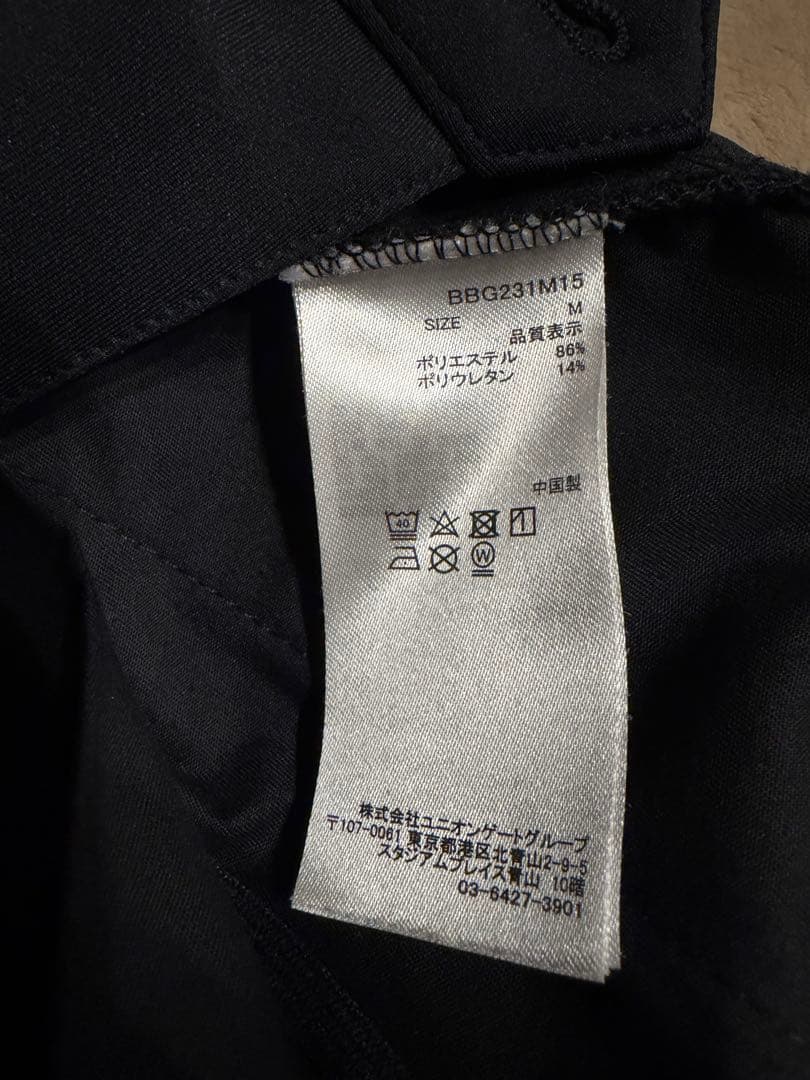 BBG231M15
SIZE M
品質表示
ポリエステル 86%
ポリウレタン 14%
中国製
40
W
株式会社ユニオンゲートグループ
〒107-0061 東京都港区北青山2-9-5
スタジアムプレイス青山 10階
03-6427-3901